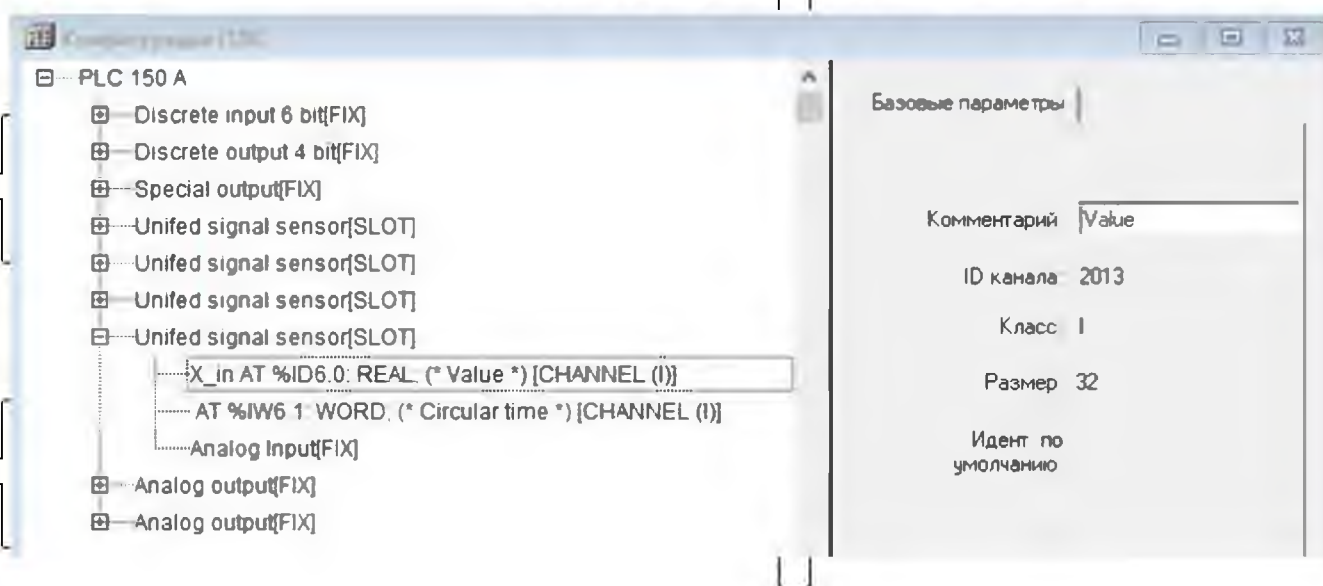 PLC 150 A
Discrete input 6 bit[FIX]
Discrete output 4 bit[FIX]
Special output[FIX]
Unifed signal sensor[SLOT]
Unifed signal sensor[SLOT]
Unifed signal sensor[SLOT]
Unifed signal sensor[SLOT]
X_in AT %ID6.0: REAL; (* Value *) [CHANNEL (I)]
AT %IW6 1: WORD; (* Circular time *) [CHANNEL (I)]
Analog Input[FIX]
Analog output[FIX]
Analog output[FIX]
Базовые параметры
Комментарий Value
ID канала 2013
Класс I
Размер 32
Идент по
умолчанию